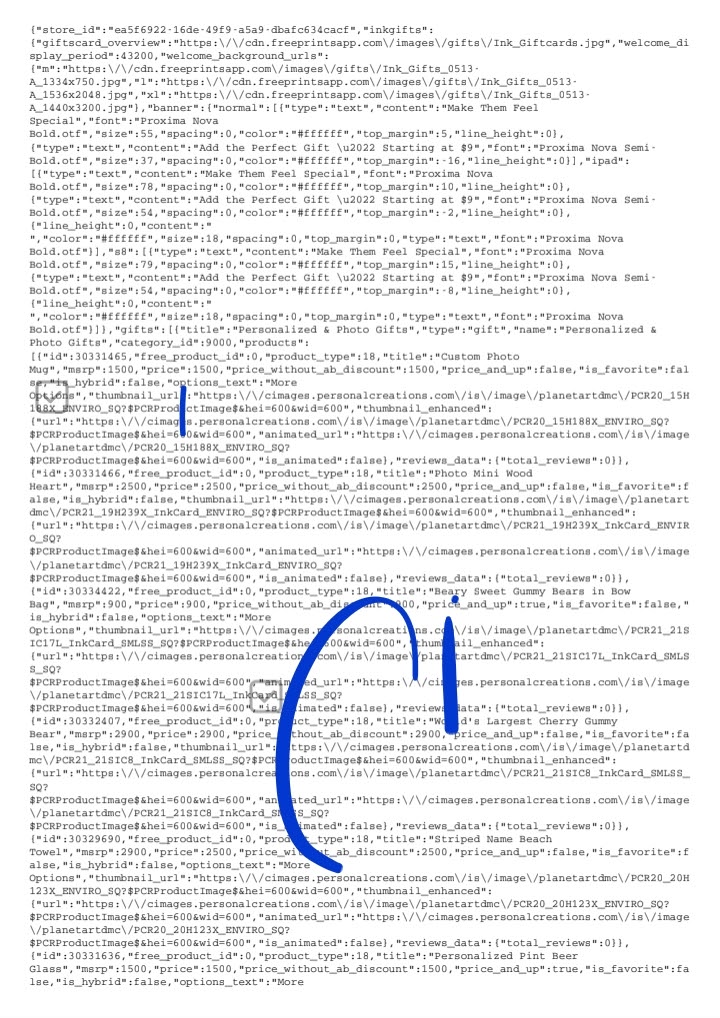 {"store_id":"ea5f6922-16de-49f9-a5a9-dbafc634cacf","inkgifts":
{"giftscard_overview":"https:\/\/cdn.freeprintsapp.com\/images\/gifts\/Ink_Giftcards.jpg","welcome_di
splay_period":43200,"welcome_background_urls":
{"m":"https:\/\/cdn.freeprintsapp.com\/images\/gifts\/Ink_Gifts_0513-
A_1334x750.jpg","l":"https:\/\/cdn.freeprintsapp.com\/images\/gifts\/Ink_Gifts_0513-
A_1536x2048.jpg","xl":"https:\/\/cdn.freeprintsapp.com\/images\/gifts\/Ink_Gifts_0513-
A_1440x3200.jpg"},"banner":{"normal":[{"type":"text","content":"Make Them Feel
Special","font":"Proxima Nova
Bold.otf","size":55,"spacing":0,"color":"#ffffff","top_margin":5,"line_height":0},
{"type":"text","content":"Add the Perfect Gift \u2022 Starting at $9","font":"Proxima Nova Semi-
Bold.otf","size":37,"spacing":0,"color":"#ffffff","top_margin":-16,"line_height":0}],"ipad":
[{"type":"text","content":"Make Them Feel Special","font":"Proxima Nova
Bold.otf","size":78,"spacing":0,"color":"#ffffff","top_margin":10,"line_height":0},
{"type":"text","content":"Add the Perfect Gift \u2022 Starting at $9","font":"Proxima Nova Semi-
Bold.otf","size":54,"spacing":0,"color":"#ffffff","top_margin":-2,"line_height":0},
{"line_height":0,"content":"
","color":"#ffffff","size":18,"spacing":0,"top_margin":0,"type":"text","font":"Proxima Nova
Bold.otf"}],"s8":[{"type":"text","content":"Make Them Feel Special","font":"Proxima Nova
Bold.otf","size":79,"spacing":0,"color":"#ffffff","top_margin":15,"line_height":0},
{"type":"text","content":"Add the Perfect Gift \u2022 Starting at $9","font":"Proxima Nova Semi-
Bold.otf","size":54,"spacing":0,"color":"#ffffff","top_margin":-8,"line_height":0},
{"line_height":0,"content":"
","color":"#ffffff","size":18,"spacing":0,"top_margin":0,"type":"text","font":"Proxima Nova
Bold.otf"}]},"gifts":[{"title":"Personalized & Photo Gifts","type":"gift","name":"Personalized &
Photo Gifts","category_id":9000,"products":
[{"id":30331465,"free_product_id":0,"product_type":18,"title":"Custom Photo
Mug","msrp":1500,"price":1500,"price_without_ab_discount":1500,"price_and_up":false,"is_favorite":fal
se,"is_hybrid":false,"options_text":"More
Options","thumbnail_url":"https:\/\/cimages.personalcreations.com\/is\/image\/planetartdmc\/PCR20_15H
188X_ENVIRO_SQ?$PCRProductImage$&hei=600&wid=600","thumbnail_enhanced":
{"url":"https:\/\/cimages.personalcreations.com\/is\/image\/planetartdmc\/PCR20_15H188X_ENVIRO_SQ?
$PCRProductImage$&hei=600&wid=600","animated_url":"https:\/\/cimages.personalcreations.com\/is\/image
\/planetartdmc\/PCR20_15H188X_ENVIRO_SQ?
$PCRProductImage$&hei=600&wid=600","is_animated":false},"reviews_data":{"total_reviews":0}},
{"id":30331466,"free_product_id":0,"product_type":18,"title":"Photo Mini Wood
Heart","msrp":2500,"price":2500,"price_without_ab_discount":2500,"price_and_up":false,"is_favorite":f
alse,"is_hybrid":false,"thumbnail_url":"https:\/\/cimages.personalcreations.com\/is\/image\/planetart
dmc\/PCR21_19H239X_InkCard_ENVIRO_SQ?$PCRProductImage$&hei=600&wid=600","thumbnail_enhanced":
{"url":"https:\/\/cimages.personalcreations.com\/is\/image\/planetartdmc\/PCR21_19H239X_InkCard_ENVIR
O_SQ?
$PCRProductImage$&hei=600&wid=600","animated_url":"https:\/\/cimages.personalcreations.com\/is\/image
\/planetartdmc\/PCR21_19H239X_InkCard_ENVIRO_SQ?
$PCRProductImage$&hei=600&wid=600","is_animated":false},"reviews_data":{"total_reviews":0}},
{"id":30334422,"free_product_id":0,"product_type":18,"title":"Beary Sweet Gummy Bears in Bow
Bag","msrp":900,"price":900,"price_without_ab_discount":900,"price_and_up":true,"is_favorite":false,"
is_hybrid":false,"options_text":"More
Options","thumbnail_url":"https:\/\/cimages.personalcreations.com\/is\/image\/planetartdmc\/PCR21_21S
IC17L_InkCard_SMLSS_SQ?$PCRProductImage$&hei=600&wid=600","thumbnail_enhanced":
{"url":"https:\/\/cimages.personalcreations.com\/is\/image\/planetartdmc\/PCR21_21SIC17L_InkCard_SMLS
S_SQ?
$PCRProductImage$&hei=600&wid=600","animated_url":"https:\/\/cimages.personalcreations.com\/is\/image
\/planetartdmc\/PCR21_21SIC17L_InkCard_SMLSS_SQ?
$PCRProductImage$&hei=600&wid=600","is_animated":false},"reviews_data":{"total_reviews":0}},
{"id":30332407,"free_product_id":0,"product_type":18,"title":"World's Largest Cherry Gummy
Bear","msrp":2900,"price":2900,"price_without_ab_discount":2900,"price_and_up":false,"is_favorite":fa
lse,"is_hybrid":false,"thumbnail_url":"https:\/\/cimages.personalcreations.com\/is\/image\/planetartd
mc\/PCR21_21SIC8_InkCard_SMLSS_SQ?$PCRProductImage$&hei=600&wid=600","thumbnail_enhanced":
{"url":"https:\/\/cimages.personalcreations.com\/is\/image\/planetartdmc\/PCR21_21SIC8_InkCard_SMLSS_
SQ?
$PCRProductImage$&hei=600&wid=600","animated_url":"https:\/\/cimages.personalcreations.com\/is\/image
\/planetartdmc\/PCR21_21SIC8_InkCard_SMLSS_SQ?
$PCRProductImage$&hei=600&wid=600","is_animated":false},"reviews_data":{"total_reviews":0}},
{"id":30329690,"free_product_id":0,"product_type":18,"title":"Striped Name Beach
Towel","msrp":2900,"price":2500,"price_without_ab_discount":2500,"price_and_up":false,"is_favorite":f
alse,"is_hybrid":false,"options_text":"More
Options","thumbnail_url":"https:\/\/cimages.personalcreations.com\/is\/image\/planetartdmc\/PCR20_20H
123X_ENVIRO_SQ?$PCRProductImage$&hei=600&wid=600","thumbnail_enhanced":
{"url":"https:\/\/cimages.personalcreations.com\/is\/image\/planetartdmc\/PCR20_20H123X_ENVIRO_SQ?
$PCRProductImage$&hei=600&wid=600","animated_url":"https:\/\/cimages.personalcreations.com\/is\/image
\/planetartdmc\/PCR20_20H123X_ENVIRO_SQ?
$PCRProductImage$&hei=600&wid=600","is_animated":false},"reviews_data":{"total_reviews":0}},
{"id":30331636,"free_product_id":0,"product_type":18,"title":"Personalized Pint Beer
Glass","msrp":1500,"price":1500,"price_without_ab_discount":1500,"price_and_up":true,"is_favorite":fa
lse,"is_hybrid":false,"options_text":"More